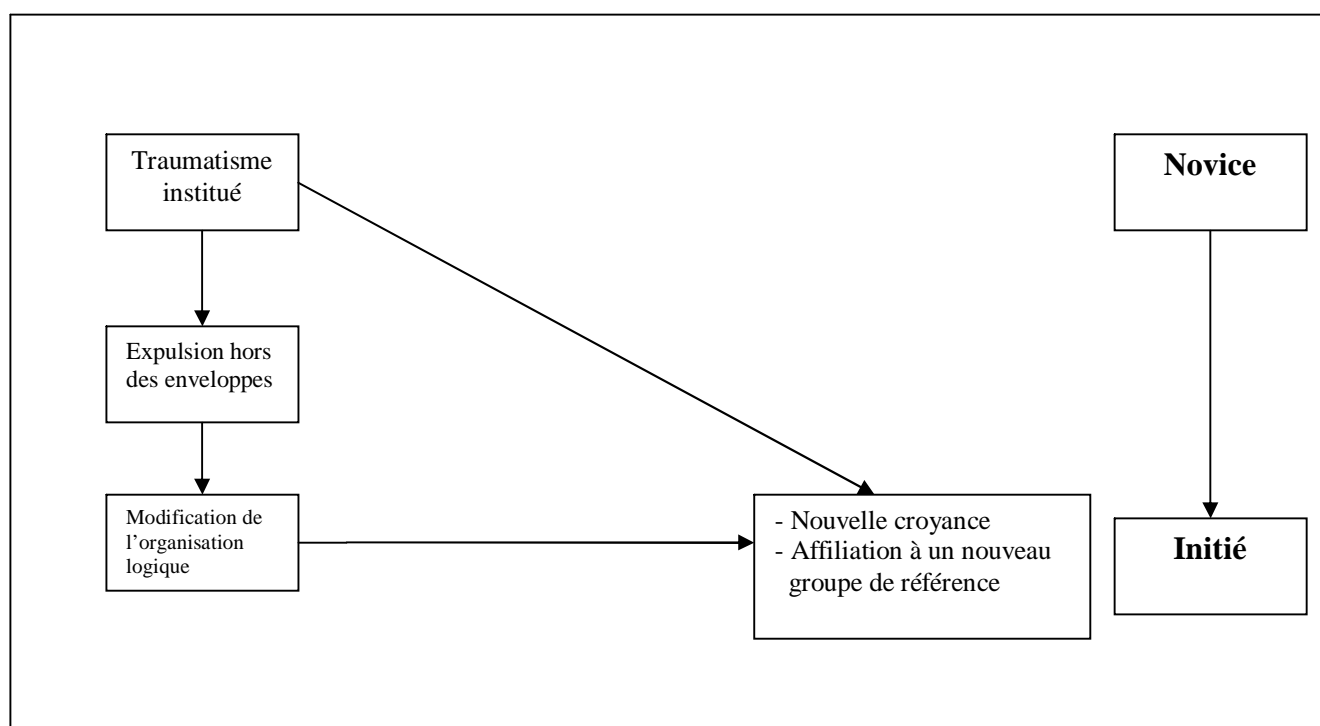 Traumatisme
institué
Novice
Expulsion hors
des enveloppes
Modification de
l’organisation
logique
- Nouvelle croyance
- Affiliation à un nouveau
groupe de référence
Initié